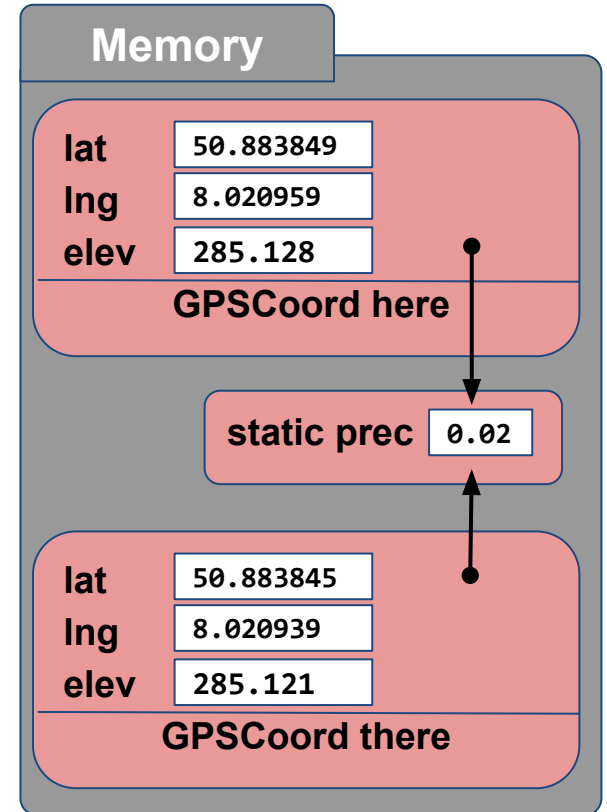 Memory
lat 50.883849
lng 8.020959
elev 285.128
GPSCoord here
static prec 0.02
lat 50.883845
lng 8.020939
elev 285.121
GPSCoord there